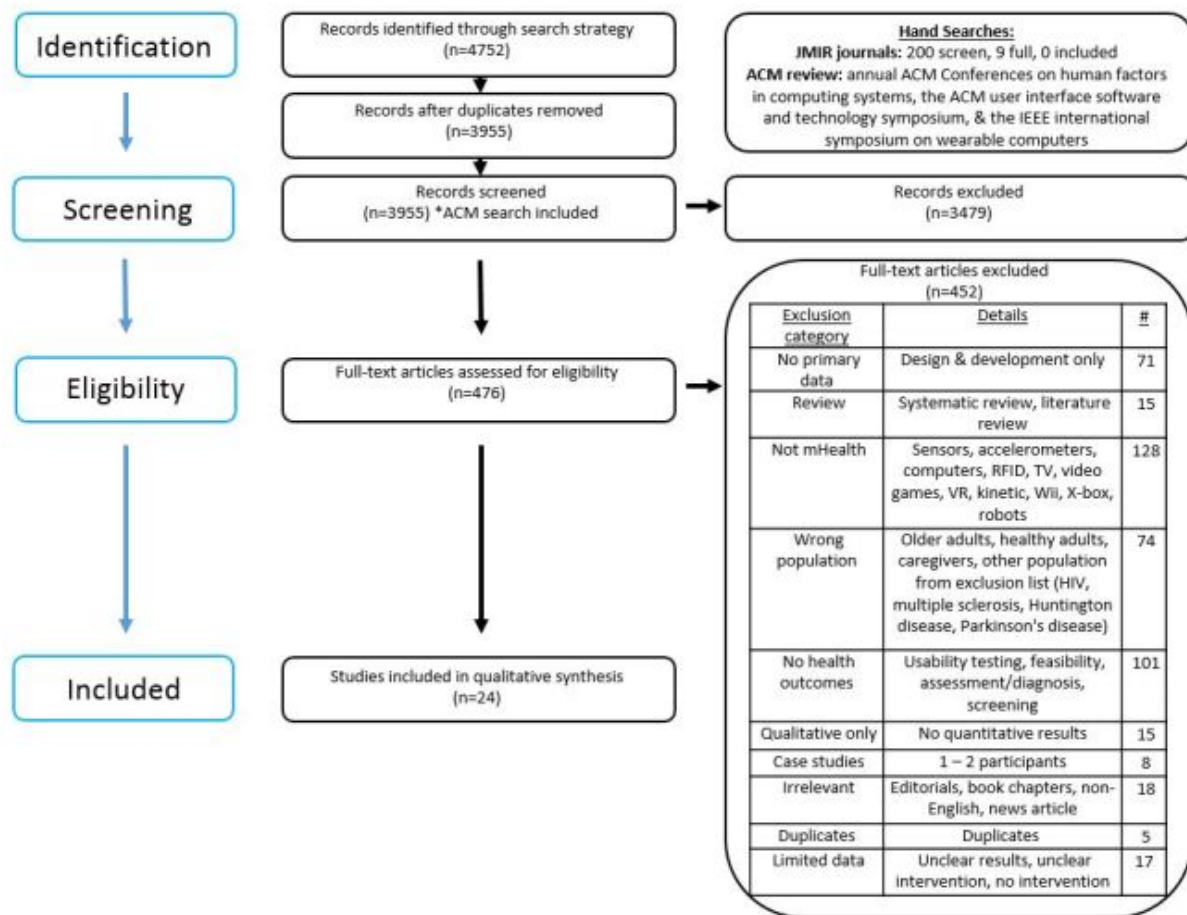 Identification
Records identified through search strategy
(n=4752)
Hand Searches:
JMIR journals: 200 screen, 9 full, 0 included
ACM review: annual ACM Conferences on human factors
in computing systems, the ACM user interface software
and technology symposium, & the IEEE international
symposium on wearable computers
Records after duplicates removed
(n=3955)
Screening
Records screened
(n=3955) *ACM search included
Records excluded
(n=3479)
Eligibility
Full-text articles assessed for eligibility
(n=476)
Full-text articles excluded
(n=452)
Exclusion category Details #
No primary data Design & development only 71
Review Systematic review, literature review 15
Not mHealth Sensors, accelerometers, 128
computers, RFID, TV, video
games, VR, kinetic, Wii, X-box,
robots
Wrong population Older adults, healthy adults, 74
caregivers, other population
from exclusion list (HIV,
multiple sclerosis, Huntington
disease, Parkinson's disease)
No health outcomes Usability testing, feasibility, 101
assessment/diagnosis,
screening
Qualitative only No quantitative results 15
Case studies 1 – 2 participants 8
Irrelevant Editorials, book chapters, non- 18
English, news article
Duplicates Duplicates 5
Limited data Unclear results, unclear 17
intervention, no intervention
Included
Studies included in qualitative synthesis
(n=24)